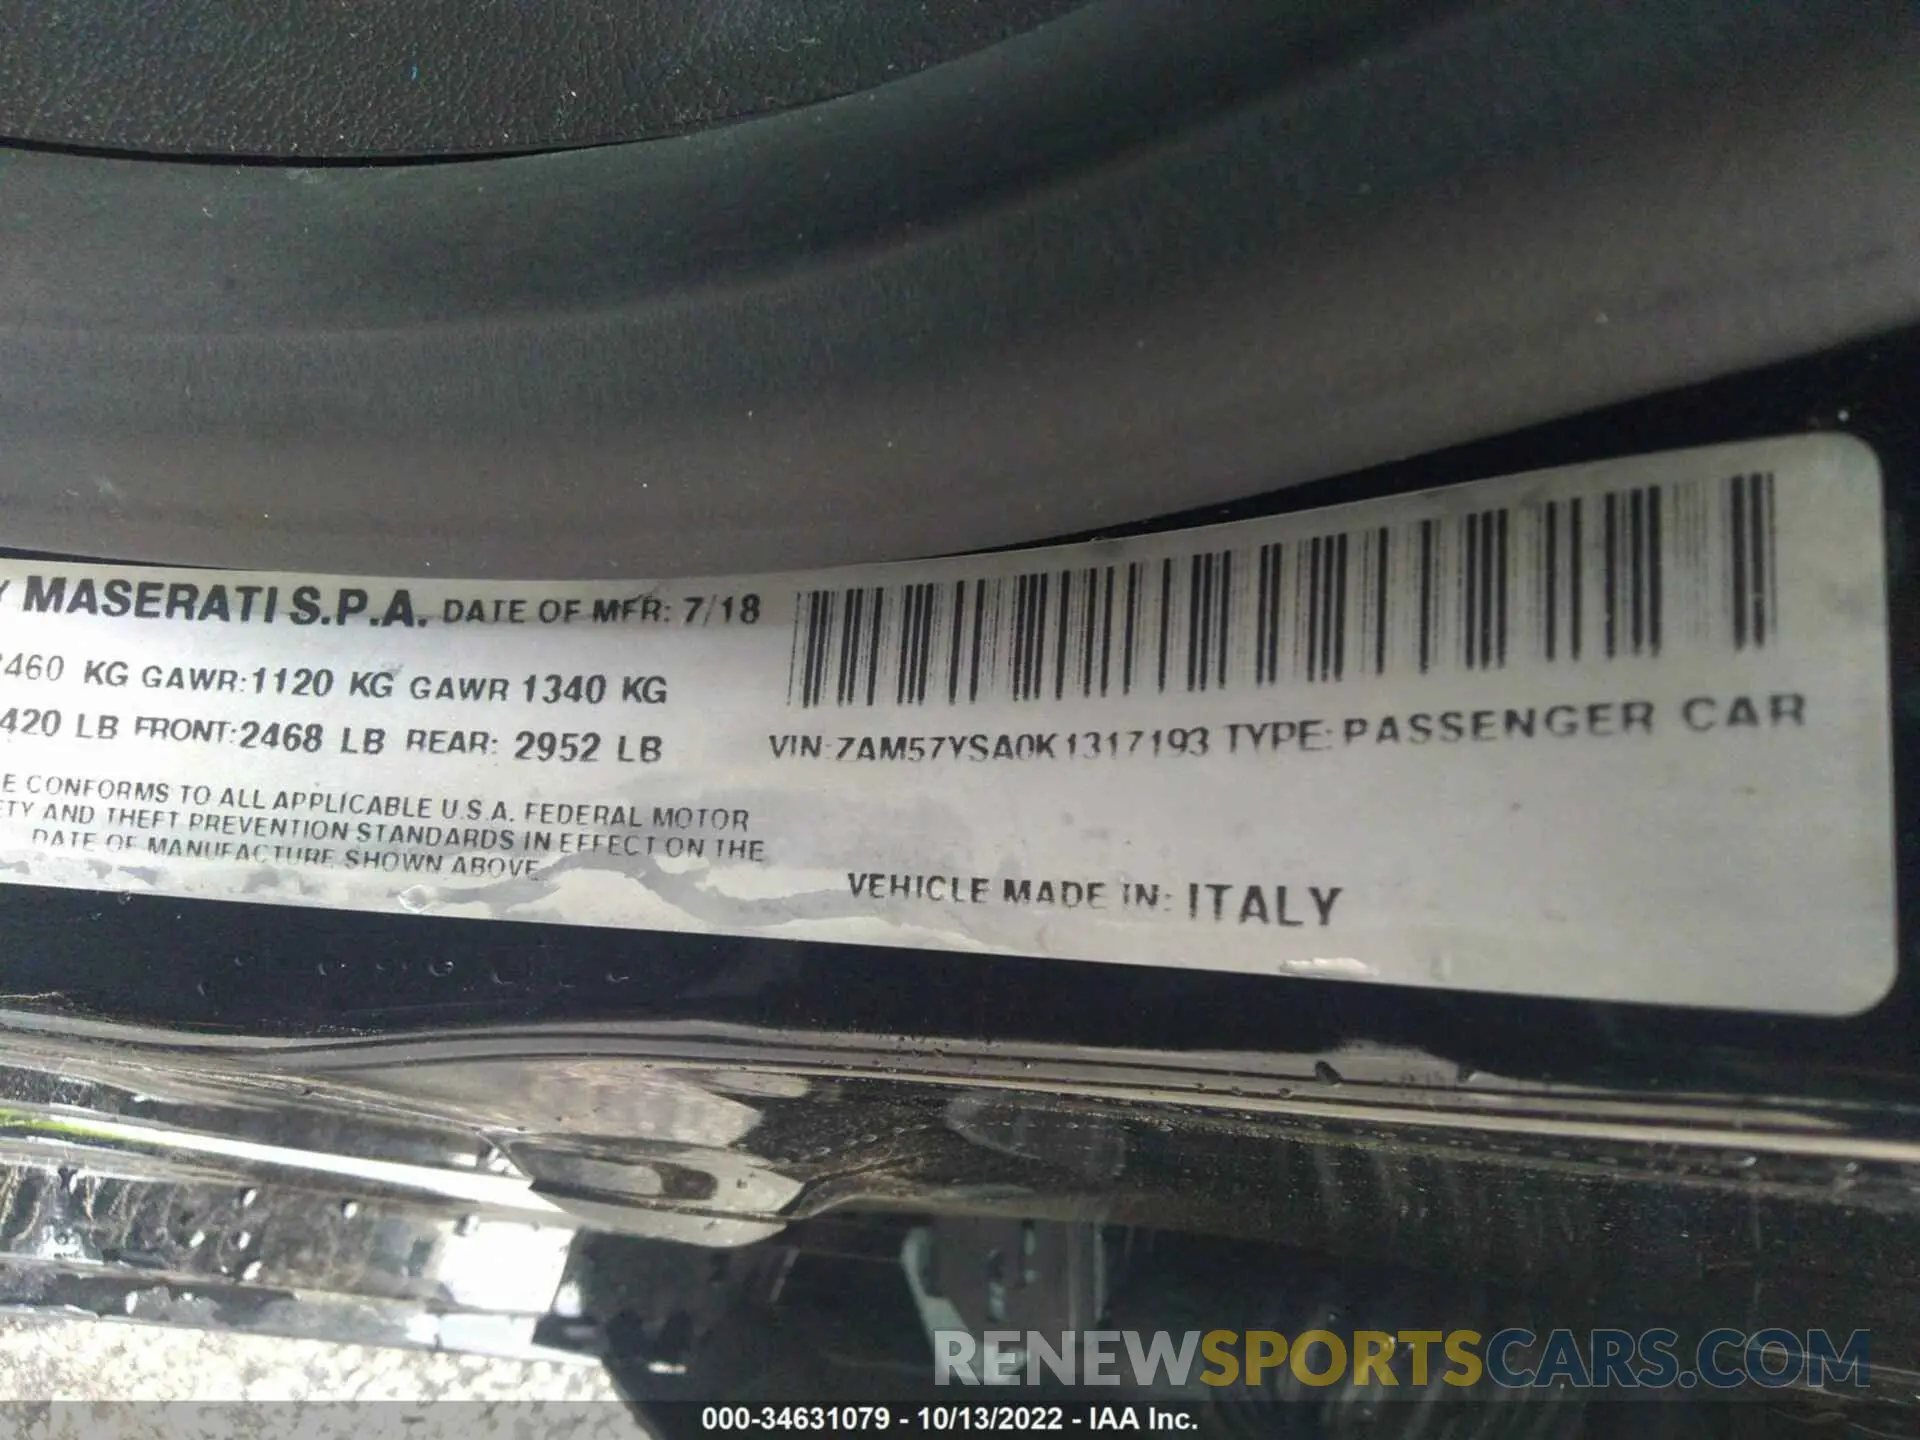 MASERATI S.P.A. DATE OF MFR: 7/18
460 KG GAWR:1120 KG GAWR 1340 KG
420 LB FRONT:2468 LB REAR: 2952 LB
E CONFORMS TO ALL APPLICABLE U.S.A. FEDERAL MOTOR
ETY AND THEFT PREVENTION STANDARDS IN EFFECT ON THE
DATE OF MANUFACTURE SHOWN ABOVE
VIN:ZAM57YSA0K1317193 TYPE:PASSENGER CAR
VEHICLE MADE IN: ITALY
RENEWSPORTSCARS.COM
000-34631079 - 10/13/2022 - IAA Inc.